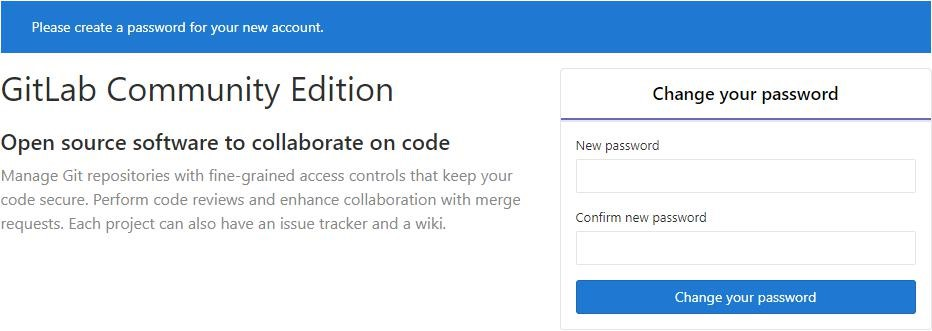 Please create a password for your new account.
GitLab Community Edition
Open source software to collaborate on code
Manage Git repositories with fine-grained access controls that keep your
code secure. Perform code reviews and enhance collaboration with merge
requests. Each project can also have an issue tracker and a wiki.
Change your password
New password
Confirm new password
Change your password